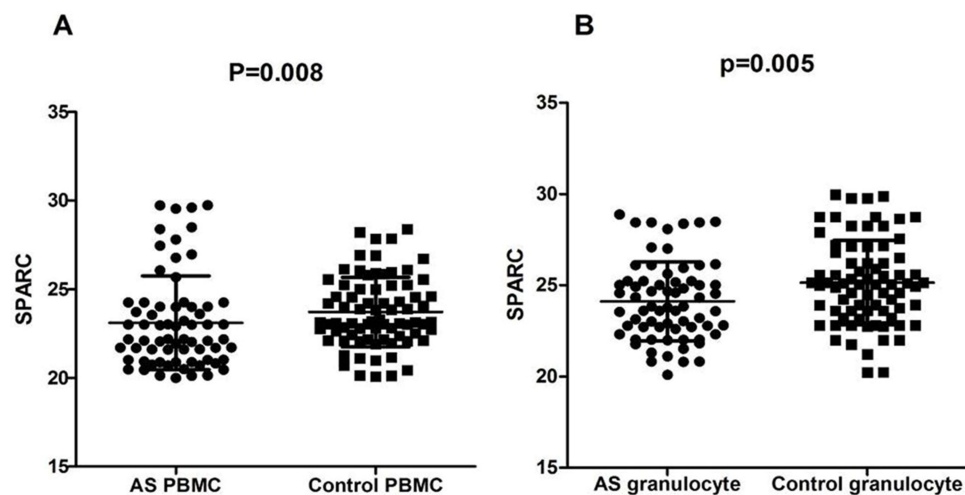 A
P=0.008
35
30
25
20
15
SPARC
AS PBMC
Control PBMC
B
p=0.005
35
30
25
20
15
SPARC
AS granulocyte
Control granulocyte